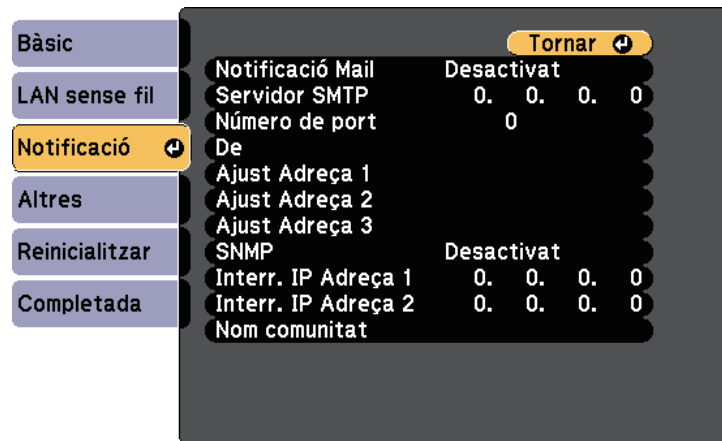 Bàsic
LAN sense fil
Notificació
Altres
Reinicialitzar
Completada
Tornar
Notificació Mail Desactivat
Servidor SMTP 0. 0. 0. 0
Número de port 0
De
Ajust Adreça 1
Ajust Adreça 2
Ajust Adreça 3
SNMP Desactivat
Interr. IP Adreça 1 0. 0. 0. 0
Interr. IP Adreça 2 0. 0. 0. 0
Nom comunitat